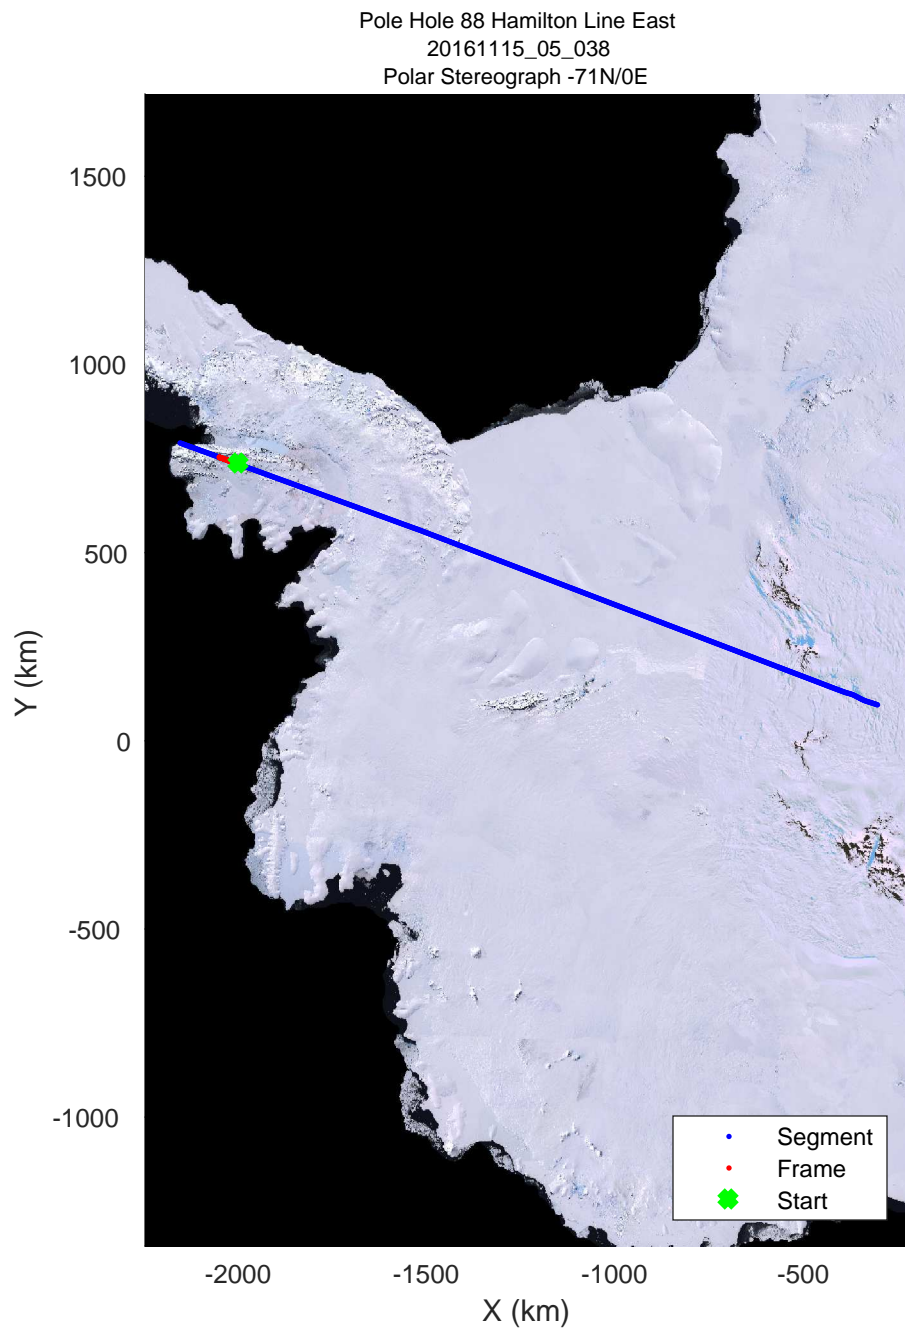 Pole Hole 88 Hamilton Line East
20161115_05_038
Polar Stereograph -71N/0E
1500
1000
500
0
-500
-1000
Y (km)
-2000
-1500
-1000
-500
X (km)
Segment
Frame
Start